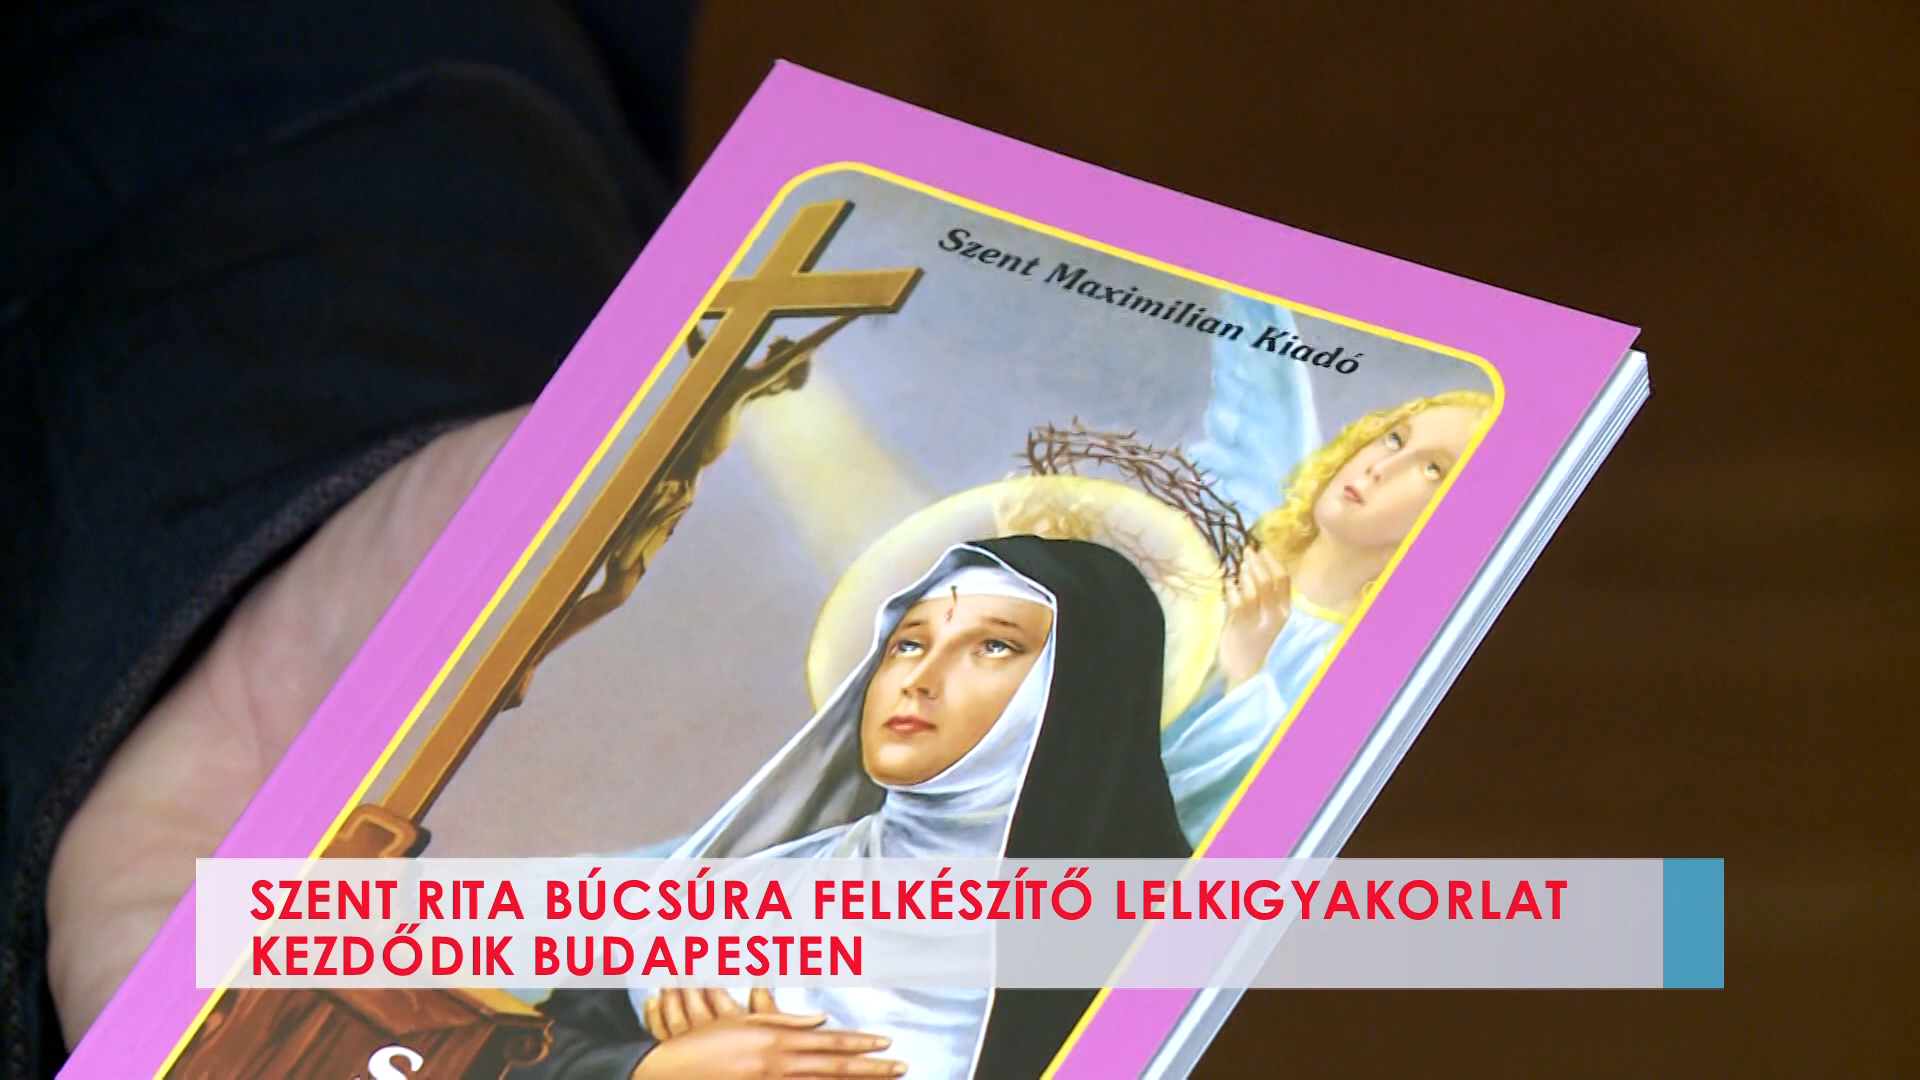 Szent Maximilian Kiadó
SZENT RITA BÚCSÚRA FELKÉSZÍTŐ LELKIGYAKORLAT
KEZDŐDIK BUDAPESTEN
S